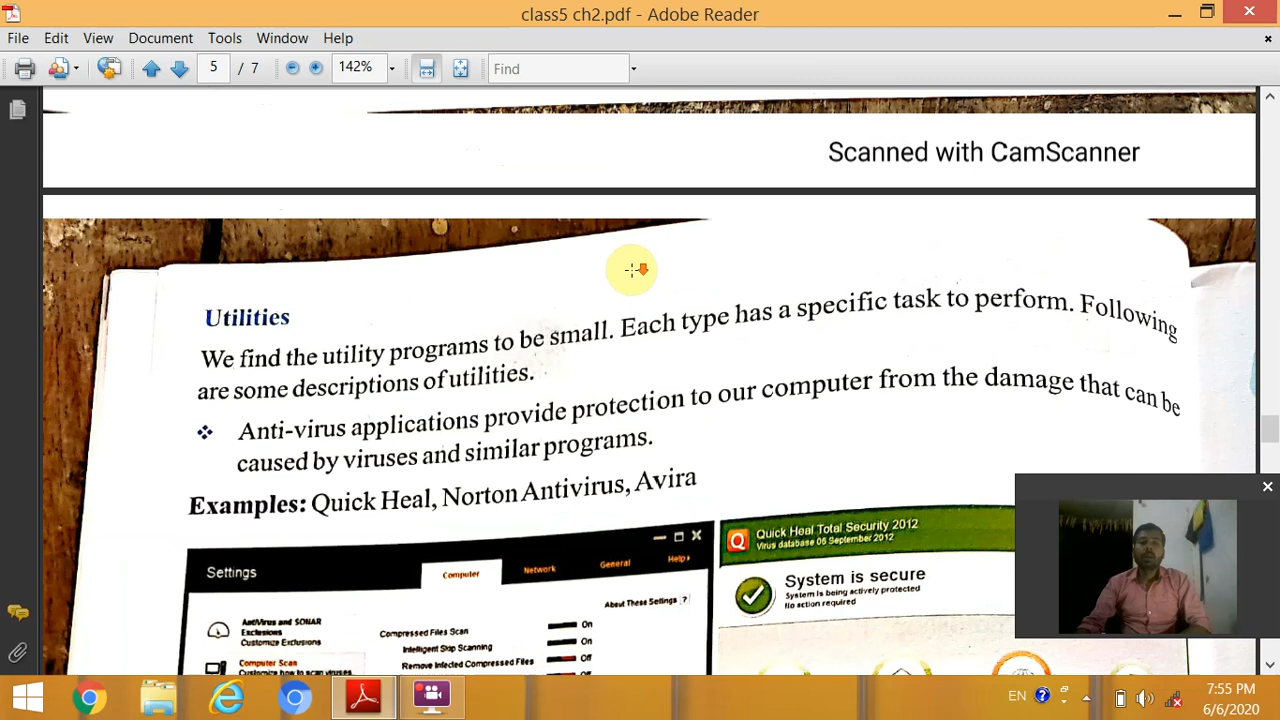 class5 ch2.pdf - Adobe Reader
File Edit View Document Tools Window Help
5 / 7 142% Find
Scanned with CamScanner
Utilities
We find the utility programs to be small. Each type has a specific task to perform. Following
are some descriptions of utilities.
❖ Anti-virus applications provide protection to our computer from the damage that can be
caused by viruses and similar programs.
Examples: Quick Heal, Norton Antivirus, Avira
Settings
Computer Network General Help
About These Settings ?
AntiVirus and SONAR
Exclusions
Customize Exclusions
Computer Scan
Customize how to scan viruses.
Compressed Files Scan On
Intelligent Skip Scanning On
Remove Infected Compressed Files Off
Quick Heal Total Security 2012
Virus database 05 September 2012
System is secure
System is being actively protected
No action required
EN
7:55 PM
6/6/2020